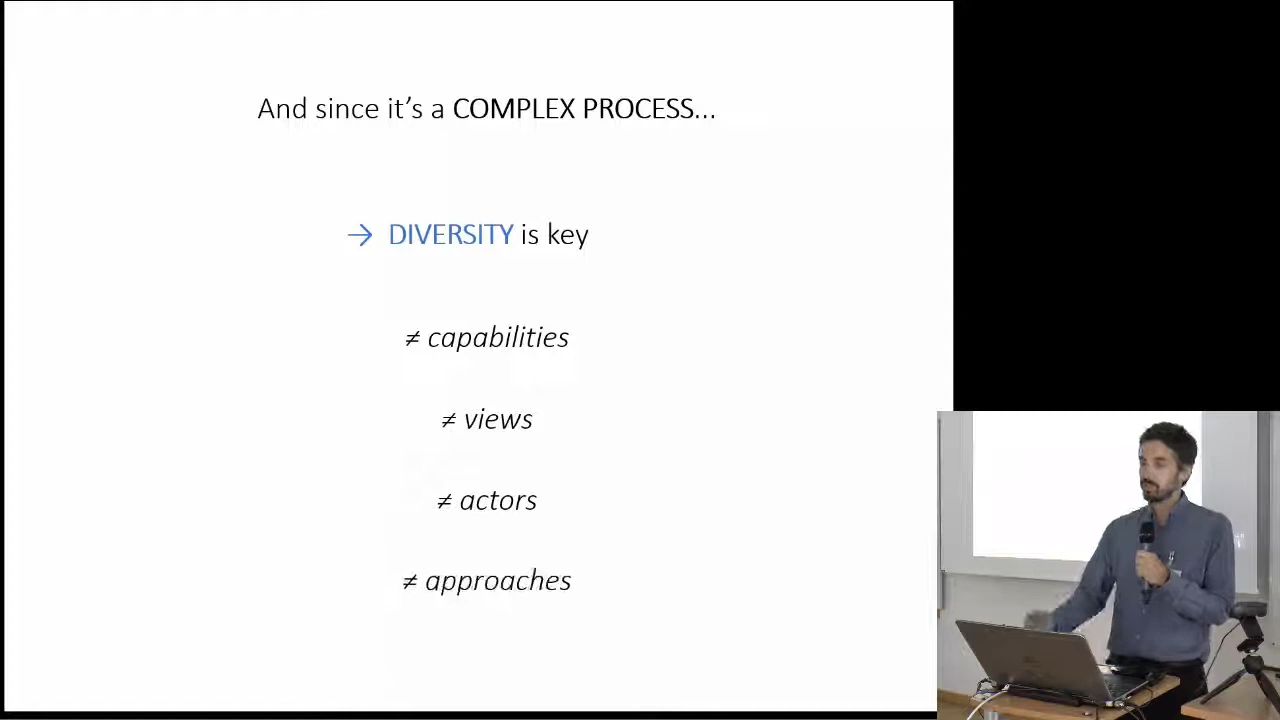 And since it’s a COMPLEX PROCESS...
→ DIVERSITY is key
≠ capabilities
≠ views
≠ actors
≠ approaches